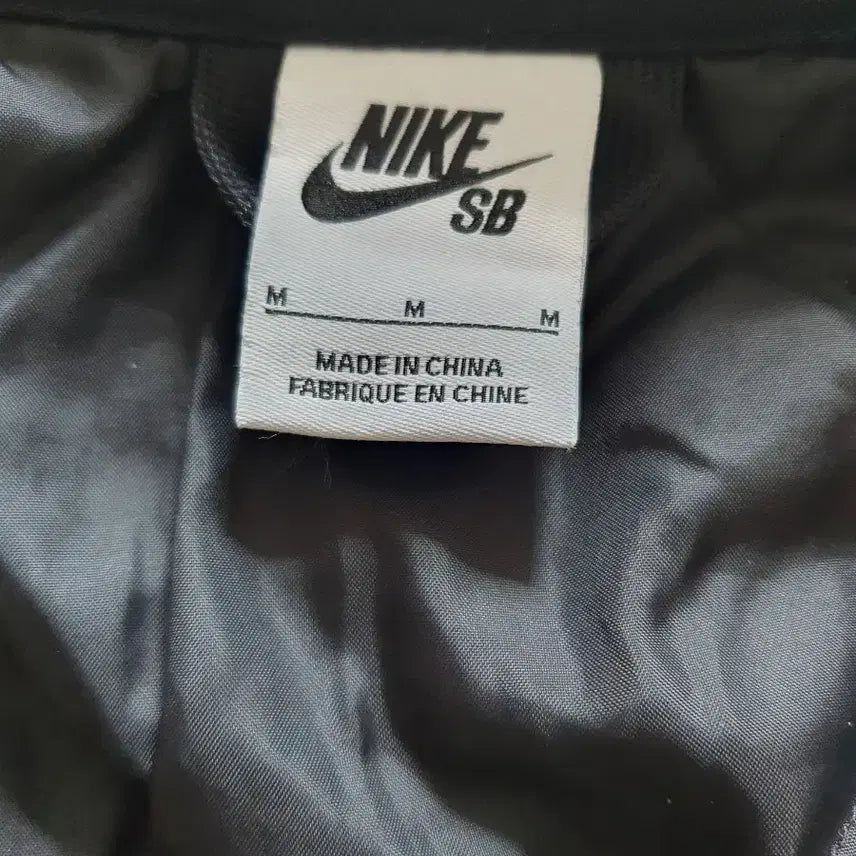 NIKE
SB
M M M
MADE IN CHINA
FABRIQUE EN CHINE